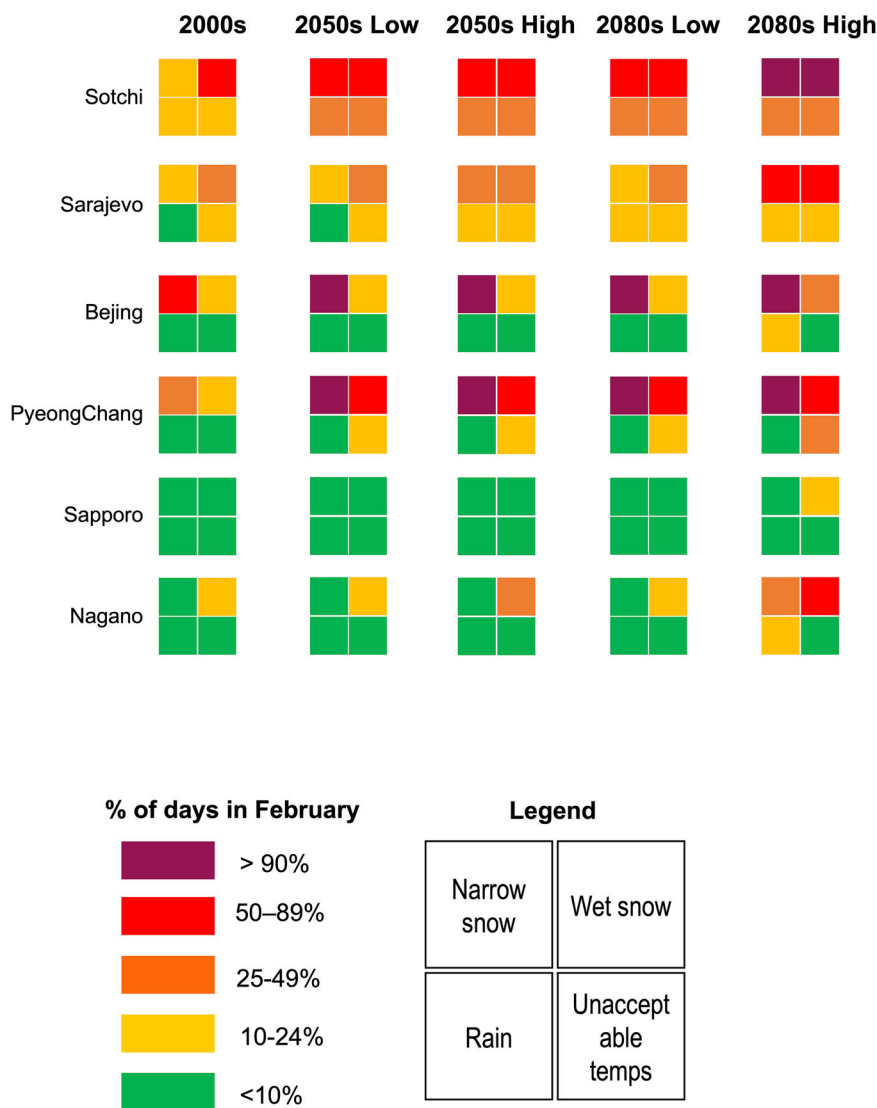 2000s 2050s Low 2050s High 2080s Low 2080s High
Sotchi
Sarajevo
Bejing
PyeongChang
Sapporo
Nagano
% of days in February
> 90%
50–89%
25-49%
10-24%
<10%
Legend
Narrow
snow
Wet snow
Rain
Unaccept
able
temps